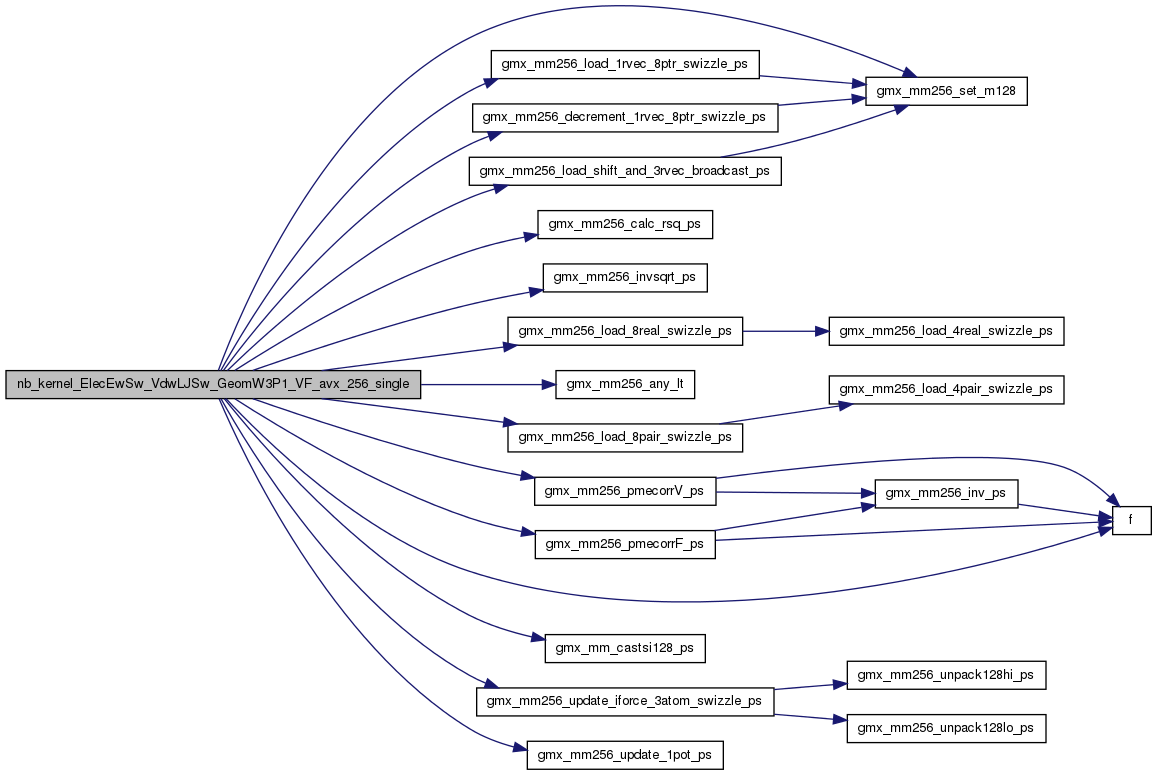 nb_kernel_ElecEwSw_VdwLJSw_GeomW3P1_VF_avx_256_single
gmx_mm256_load_1rvec_8ptr_swizzle_ps
gmx_mm256_set_m128
gmx_mm256_decrement_1rvec_8ptr_swizzle_ps
gmx_mm256_load_shift_and_3rvec_broadcast_ps
gmx_mm256_calc_rsq_ps
gmx_mm256_invsqrt_ps
gmx_mm256_load_8real_swizzle_ps
gmx_mm256_load_4real_swizzle_ps
gmx_mm256_any_lt
gmx_mm256_load_4pair_swizzle_ps
gmx_mm256_load_8pair_swizzle_ps
gmx_mm256_pmecorrV_ps
gmx_mm256_inv_ps
f
gmx_mm256_pmecorrF_ps
gmx_mm_castsi128_ps
gmx_mm256_unpack128hi_ps
gmx_mm256_update_iforce_3atom_swizzle_ps
gmx_mm256_unpack128lo_ps
gmx_mm256_update_1pot_ps